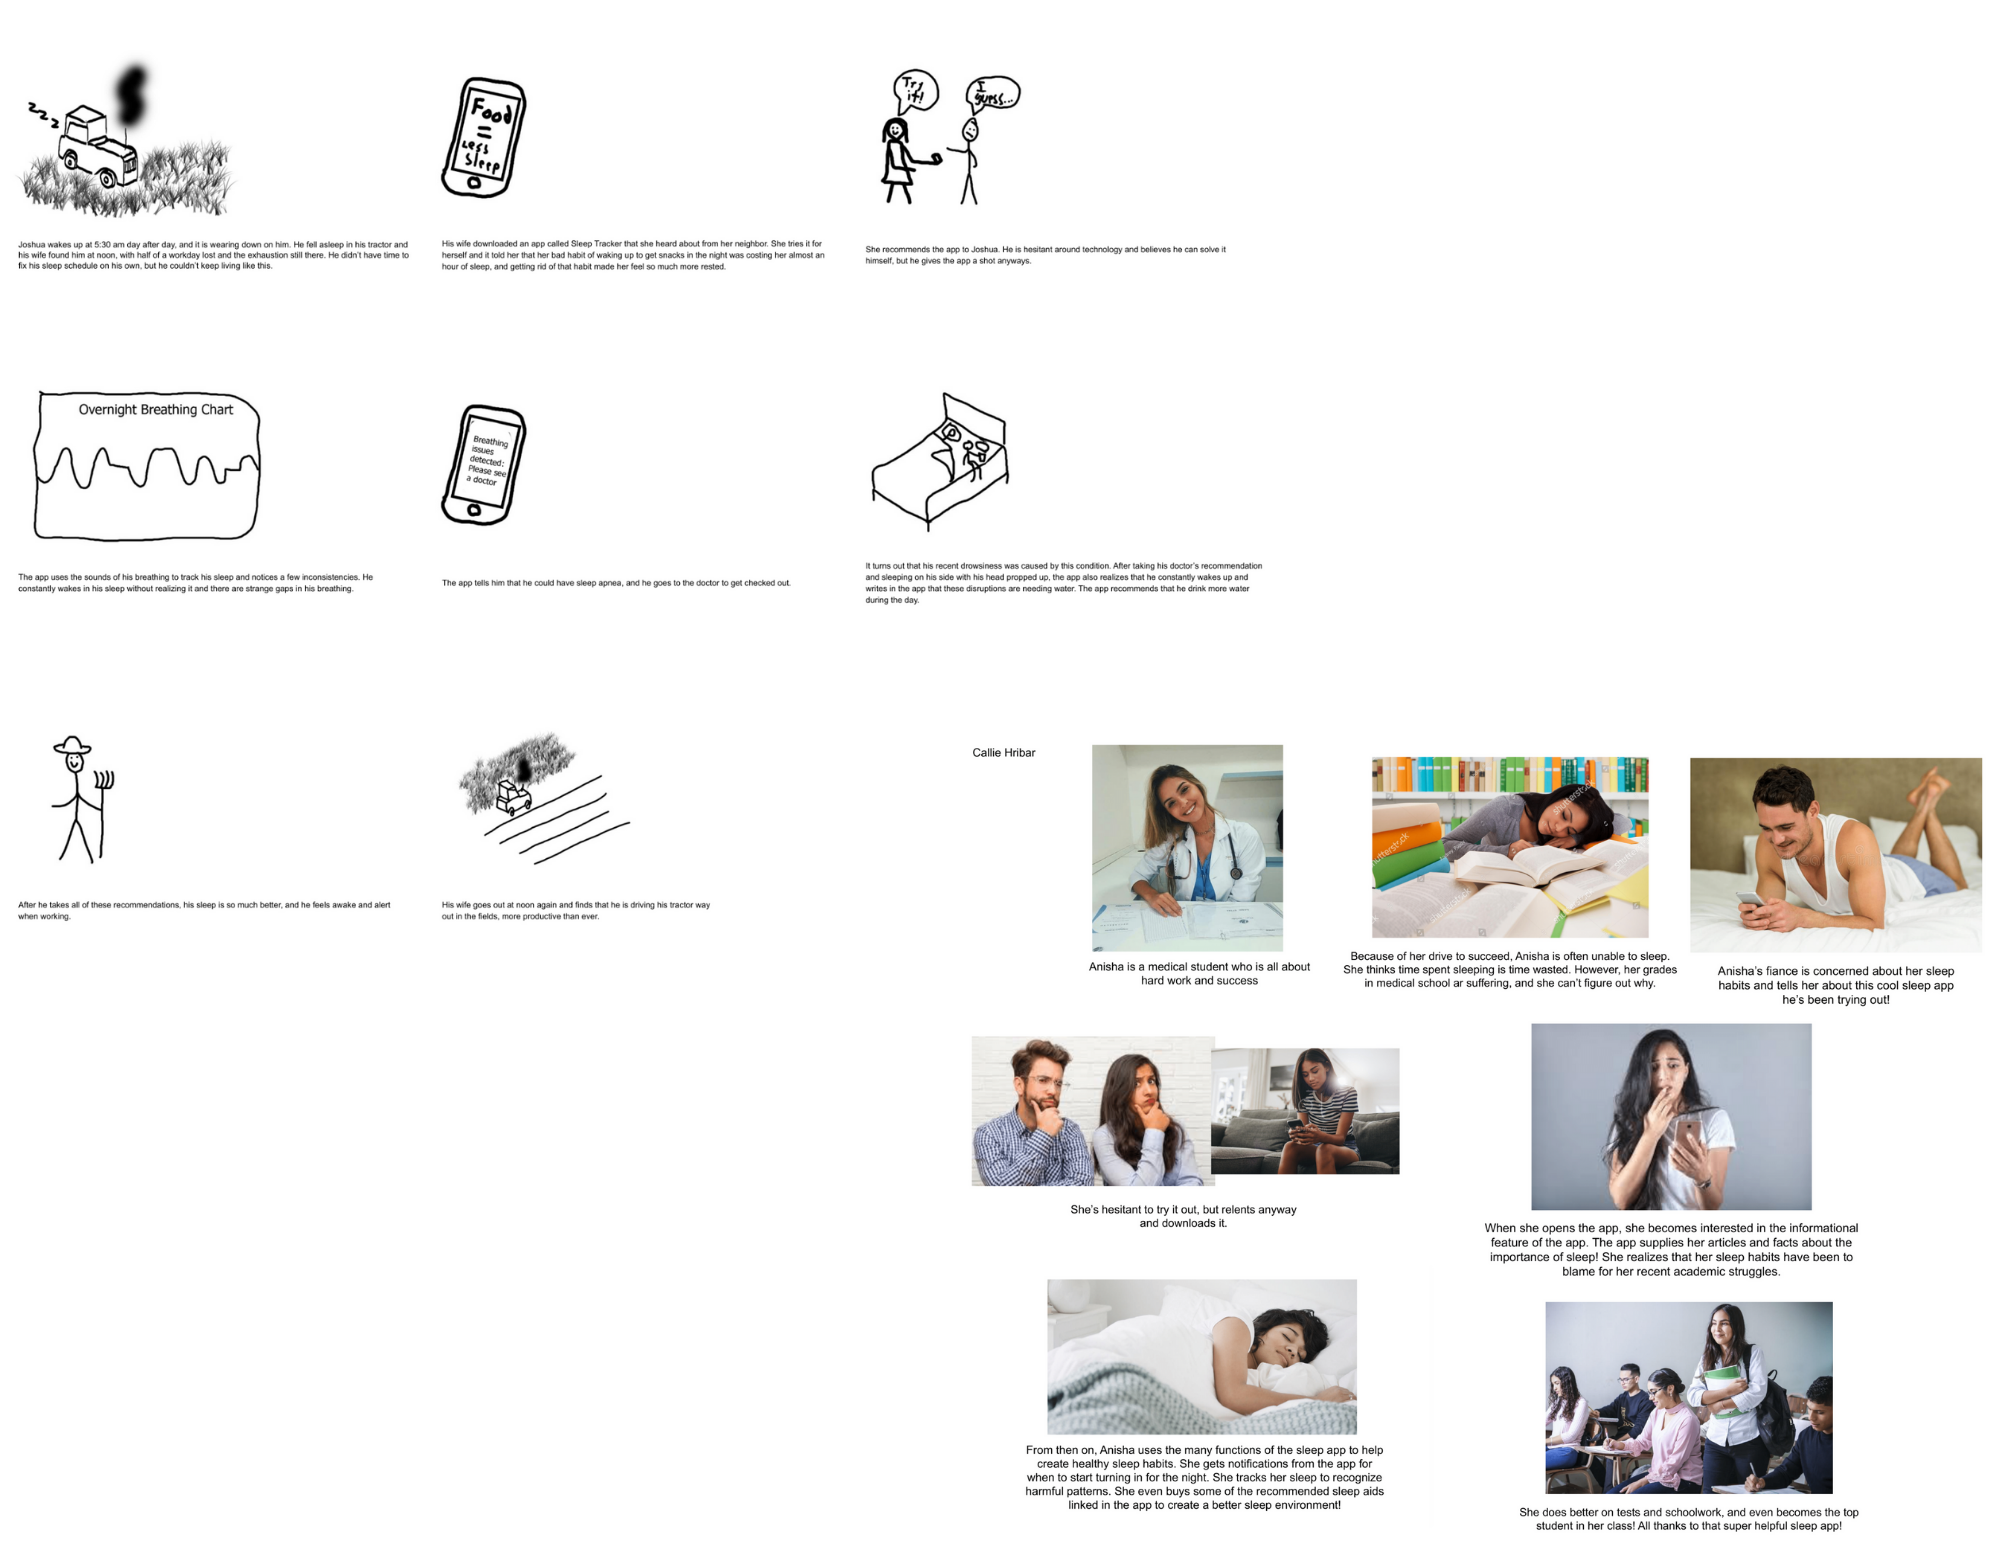 zzz
Food
=
Less
Sleep
Try
it!
I
guess...
Joshua wakes up at 5:30 am day after day, and it is wearing down on him. He fell asleep in his tractor and
his wife found him at noon, with half of a workday lost and the exhaustion still there. He didn't have time to
fix his sleep schedule on his own, but he couldn't keep living like this.
His wife downloaded an app called Sleep Tracker that she heard about from her neighbor. She tries it for
herself and it told her that her bad habit of waking up to get snacks in the night was costing her almost an
hour of sleep, and getting rid of that habit made her feel so much more rested.
She recommends the app to Joshua. He is hesitant around technology and believes he can solve it
himself, but he gives the app a shot anyways.
Overnight Breathing Chart
Breathing
issues
detected:
Please see
a doctor
The app uses the sounds of his breathing to track his sleep and notices a few inconsistencies. He
constantly wakes in his sleep without realizing it and there are strange gaps in his breathing.
The app tells him that he could have sleep apnea, and he goes to the doctor to get checked out.
It turns out that his recent drowsiness was caused by this condition. After taking his doctor's recommendation
and sleeping on his side with his head propped up, the app also realizes that he constantly wakes up and
writes in the app that these disruptions are needing water. The app recommends that he drink more water
during the day.
After he takes all of these recommendations, his sleep is so much better, and he feels awake and alert
when working.
His wife goes out at noon again and finds that he is driving his tractor way
out in the fields, more productive than ever.
Callie Hribar
shutterstock
shutterstock
Anisha is a medical student who is all about
hard work and success
Because of her drive to succeed, Anisha is often unable to sleep.
She thinks time spent sleeping is time wasted. However, her grades
in medical school ar suffering, and she can't figure out why.
Anisha's fiance is concerned about her sleep
habits and tells her about this cool sleep app
he's been trying out!
She's hesitant to try it out, but relents anyway
and downloads it.
When she opens the app, she becomes interested in the informational
feature of the app. The app supplies her articles and facts about the
importance of sleep! She realizes that her sleep habits have been to
blame for her recent academic struggles.
From then on, Anisha uses the many functions of the sleep app to help
create healthy sleep habits. She gets notifications from the app for
when to start turning in for the night. She tracks her sleep to recognize
harmful patterns. She even buys some of the recommended sleep aids
linked in the app to create a better sleep environment!
She does better on tests and schoolwork, and even becomes the top
student in her class! All thanks to that super helpful sleep app!